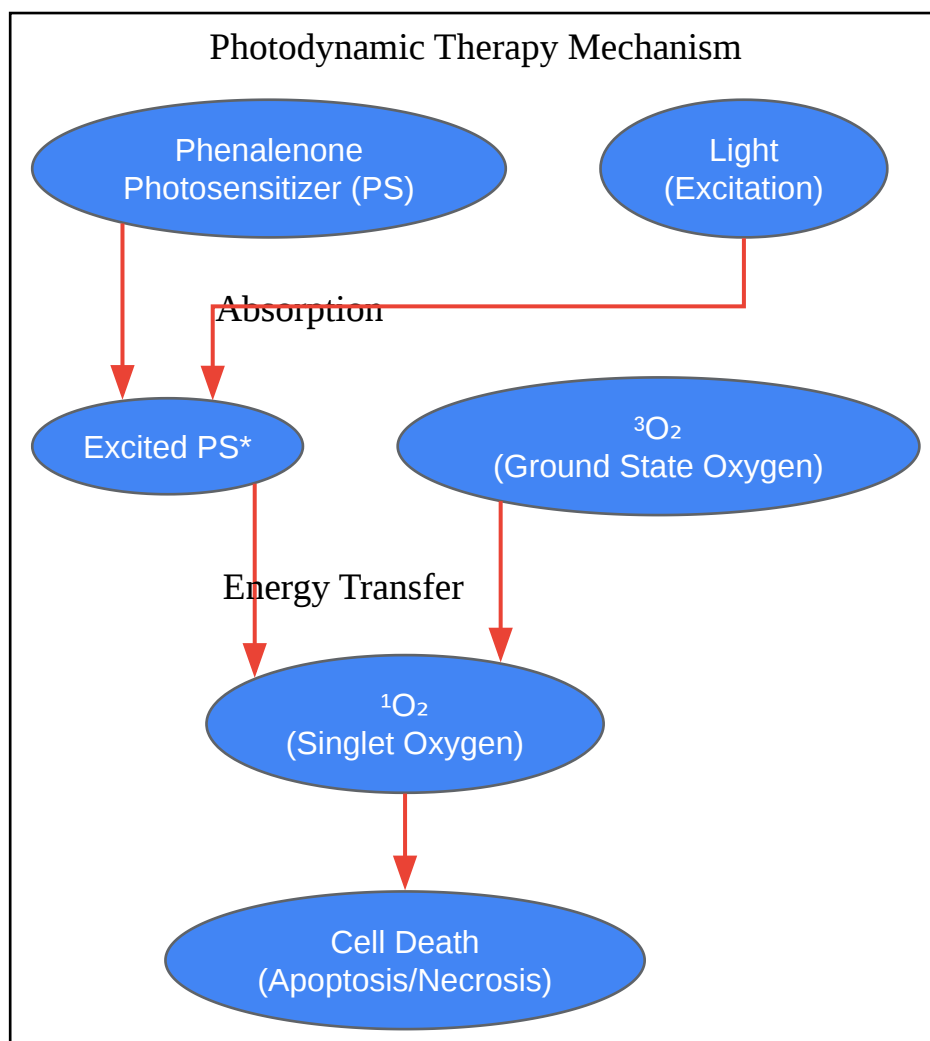 Photodynamic Therapy Mechanism
Phenalenone
Photosensitizer (PS)
Light
(Excitation)
Absorption
Excited PS*
³O₂
(Ground State Oxygen)
Energy Transfer
¹O₂
(Singlet Oxygen)
Cell Death
(Apoptosis/Necrosis)